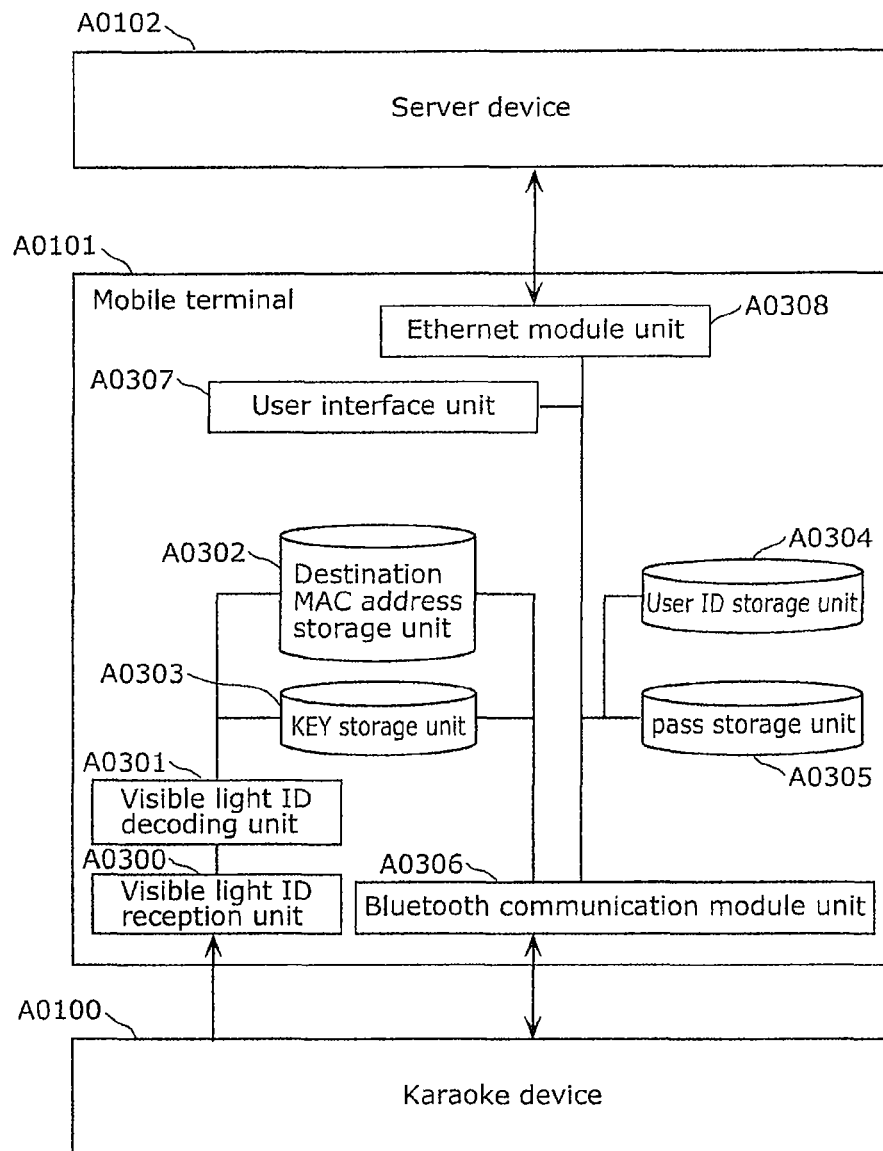 A0102
Server device
A0101
Mobile terminal
A0308
Ethernet module unit
A0307
User interface unit
A0302
Destination
MAC address
storage unit
A0304
User ID storage unit
A0303
KEY storage unit
pass storage unit
A0305
A0301
Visible light ID
decoding unit
A0300
Visible light ID
reception unit
A0306
Bluetooth communication module unit
A0100
Karaoke device